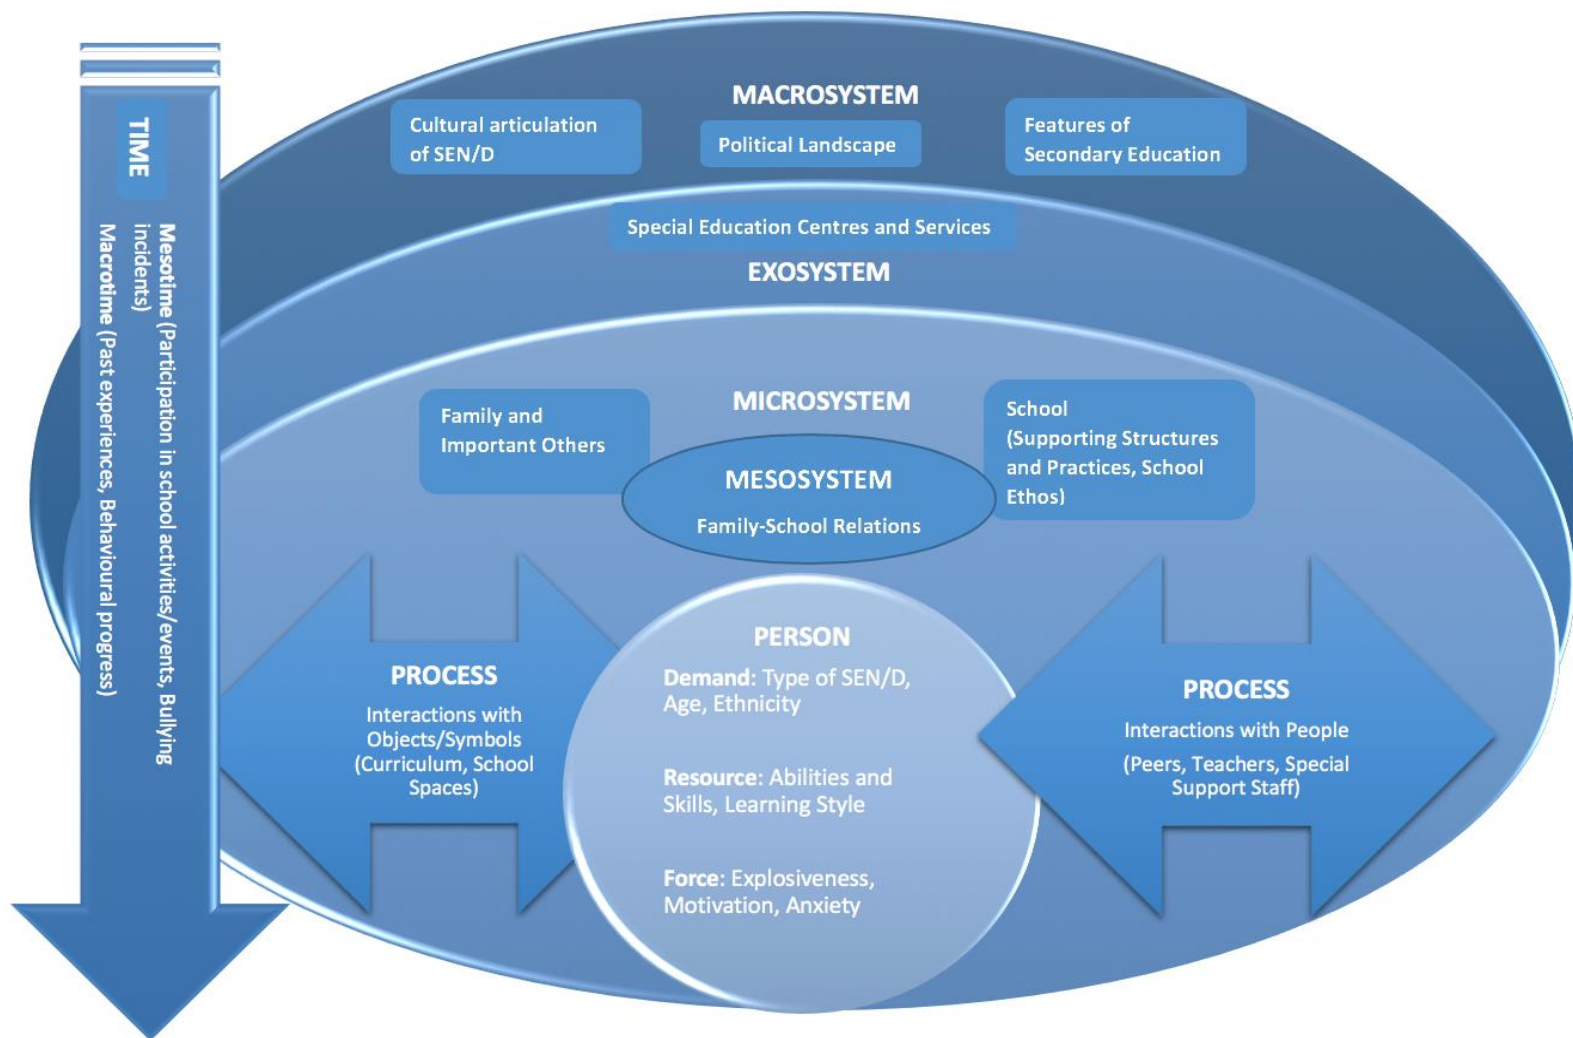 TIME
Mesotime (Participation in school activities/events, Bullying
incidents)
Macrotime (Past experiences, Behavioural progress)
MACROSYSTEM
Cultural articulation
of SEN/D
Political Landscape
Features of
Secondary Education
Special Education Centres and Services
EXOSYSTEM
MICROSYSTEM
Family and
Important Others
School
(Supporting Structures
and Practices, School
Ethos)
MESOSYSTEM
Family-School Relations
PROCESS
Interactions with
Objects/Symbols
(Curriculum, School
Spaces)
PERSON
Demand: Type of SEN/D,
Age, Ethnicity
Resource: Abilities and
Skills, Learning Style
Force: Explosiveness,
Motivation, Anxiety
PROCESS
Interactions with People
(Peers, Teachers, Special
Support Staff)